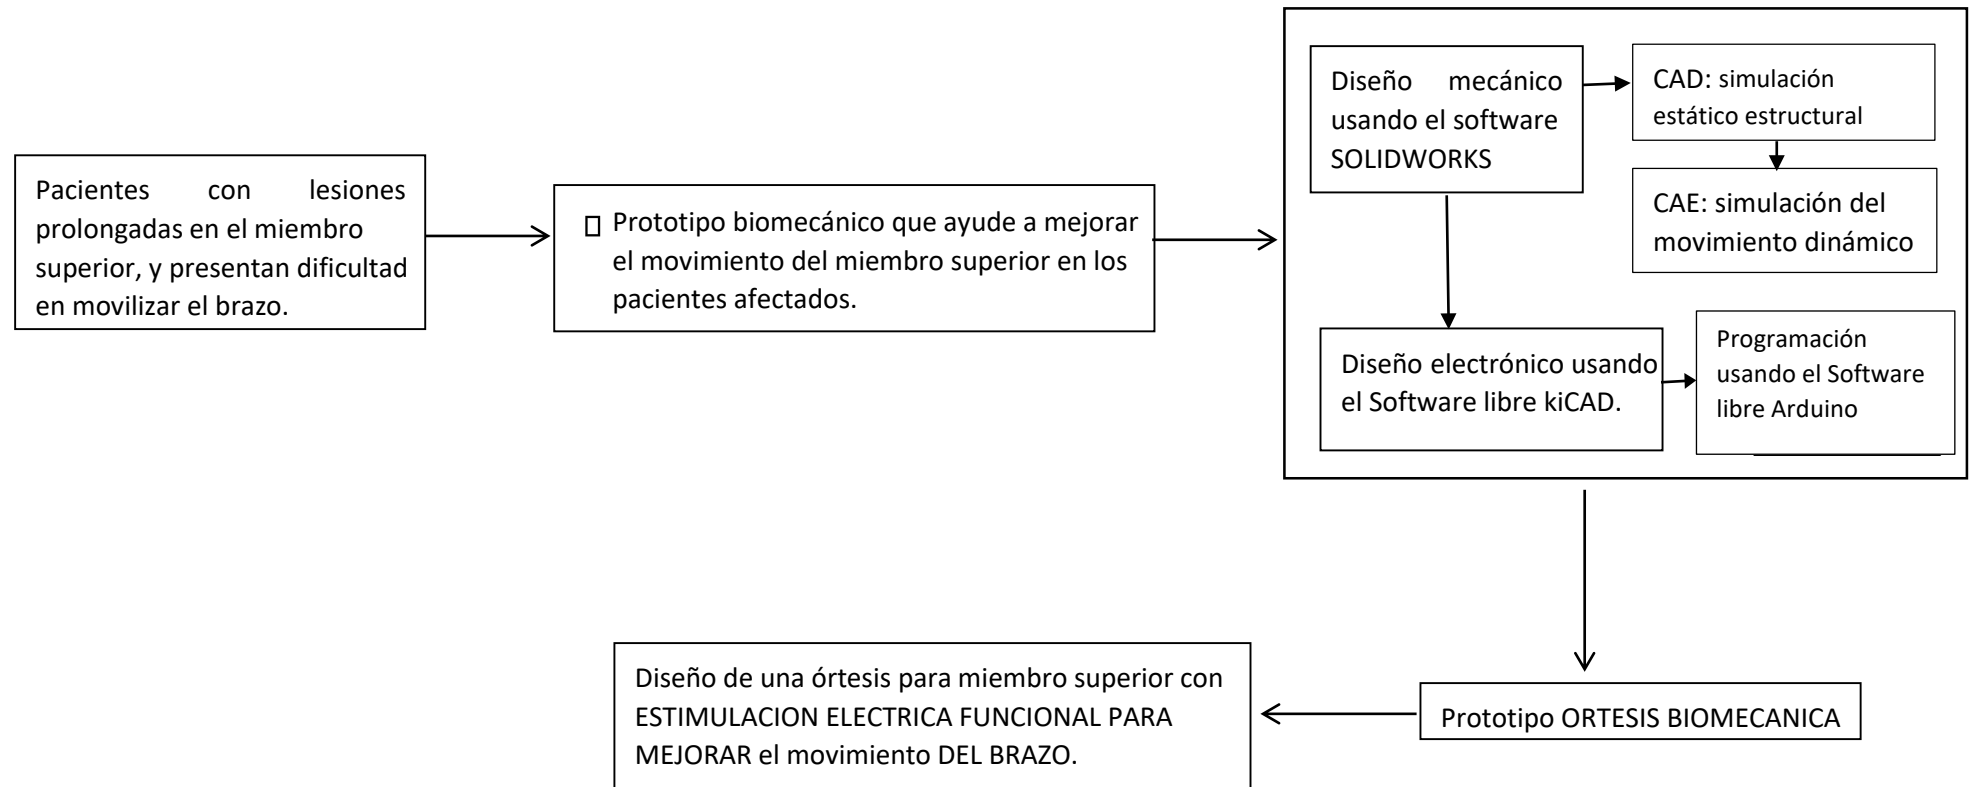 Pacientes con lesiones
prolongadas en el miembro
superior, y presentan dificultad
en movilizar el brazo.
Prototipo biomecánico que ayude a mejorar
el movimiento del miembro superior en los
pacientes afectados.
Diseño mecánico
usando el software
SOLIDWORKS
CAD: simulación
estático estructural
CAE: simulación del
movimiento dinámico
Diseño electrónico usando
el Software libre kiCAD.
Programación
usando el Software
libre Arduino
Prototipo ORTESIS BIOMECANICA
Diseño de una órtesis para miembro superior con
ESTIMULACION ELECTRICA FUNCIONAL PARA
MEJORAR el movimiento DEL BRAZO.